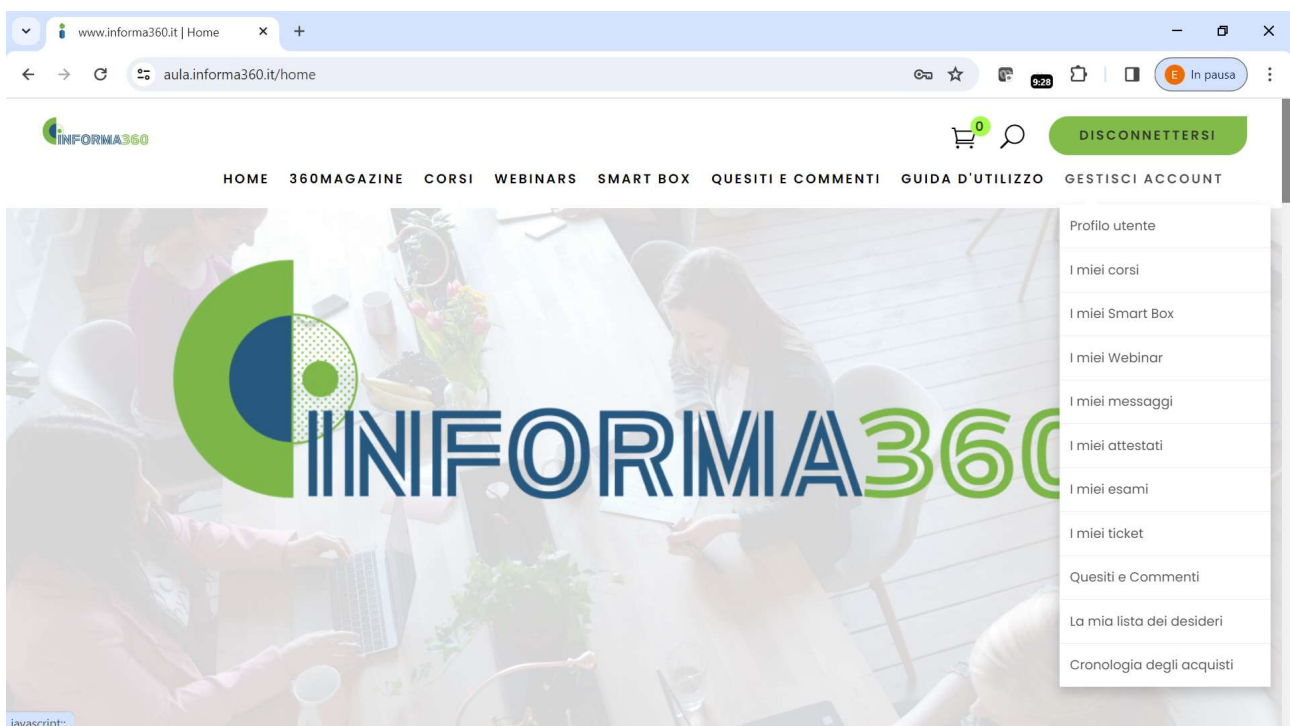 www.informa360.it | Home
aula.informa360.it/home
9:28
E In pausa
INFORMA360
0
DISCONNETTERSI
HOME 360MAGAZINE CORSI WEBINARS SMART BOX QUESITI E COMMENTI GUIDA D'UTILIZZO GESTISCI ACCOUNT
Profilo utente
I miei corsi
I miei Smart Box
I miei Webinar
I miei messaggi
I miei attestati
I miei esami
I miei ticket
Quesiti e Commenti
La mia lista dei desideri
Cronologia degli acquisti
INFORMA360
javascript:;